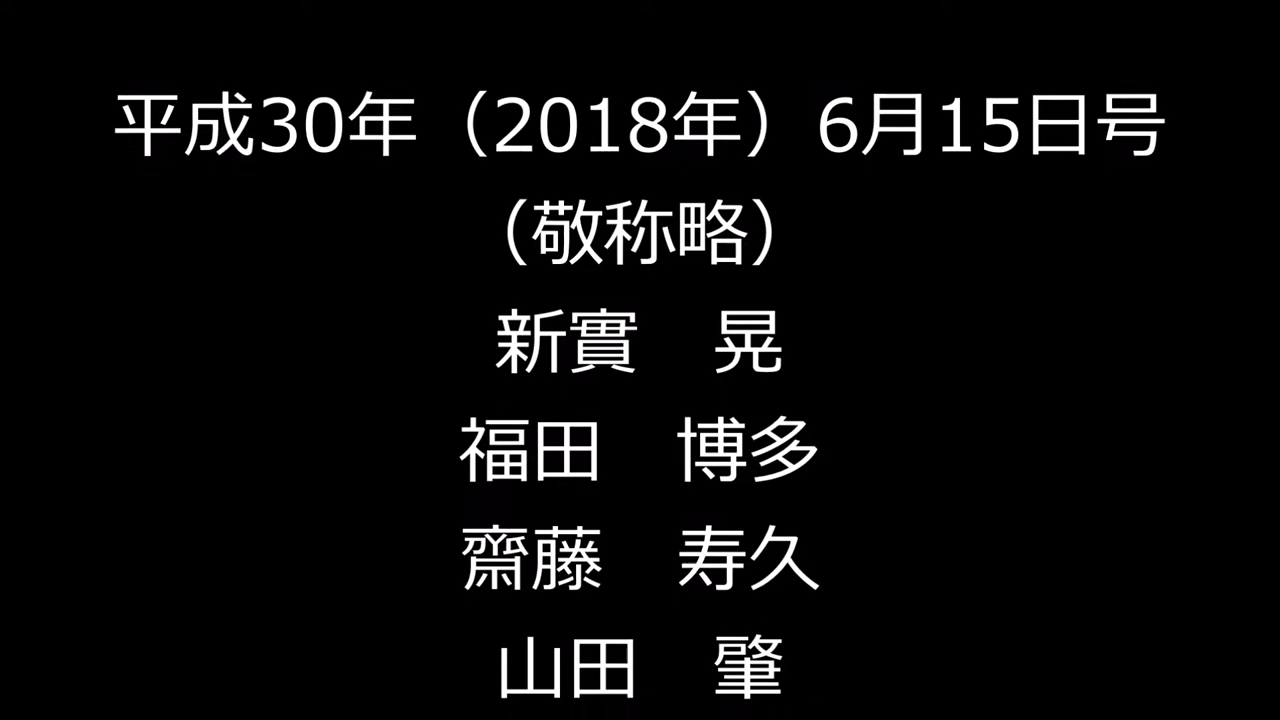 平成30年（2018年）6月15日号
（敬称略）
新實　晃
福田　博多
齋藤　寿久
山田　肇